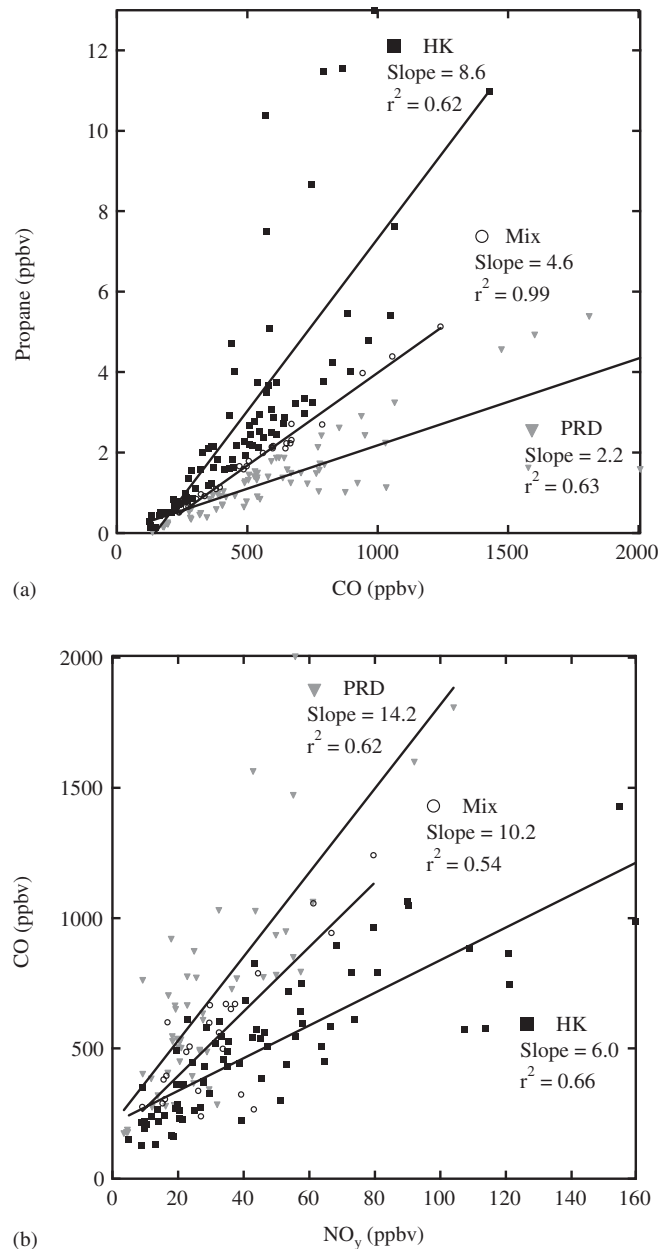 13
12
10
8
6
4
2
0
Propane (ppbv)
HK
Slope = 8.6
r² = 0.62
Mix
Slope = 4.6
r² = 0.99
PRD
Slope = 2.2
r² = 0.63
0 500 1000 1500 2000
(a) CO (ppbv)
2000
1500
1000
500
0
CO (ppbv)
PRD
Slope = 14.2
r² = 0.62
Mix
Slope = 10.2
r² = 0.54
HK
Slope = 6.0
r² = 0.66
0 20 40 60 80 100 120 140 160
(b) NOy (ppbv)